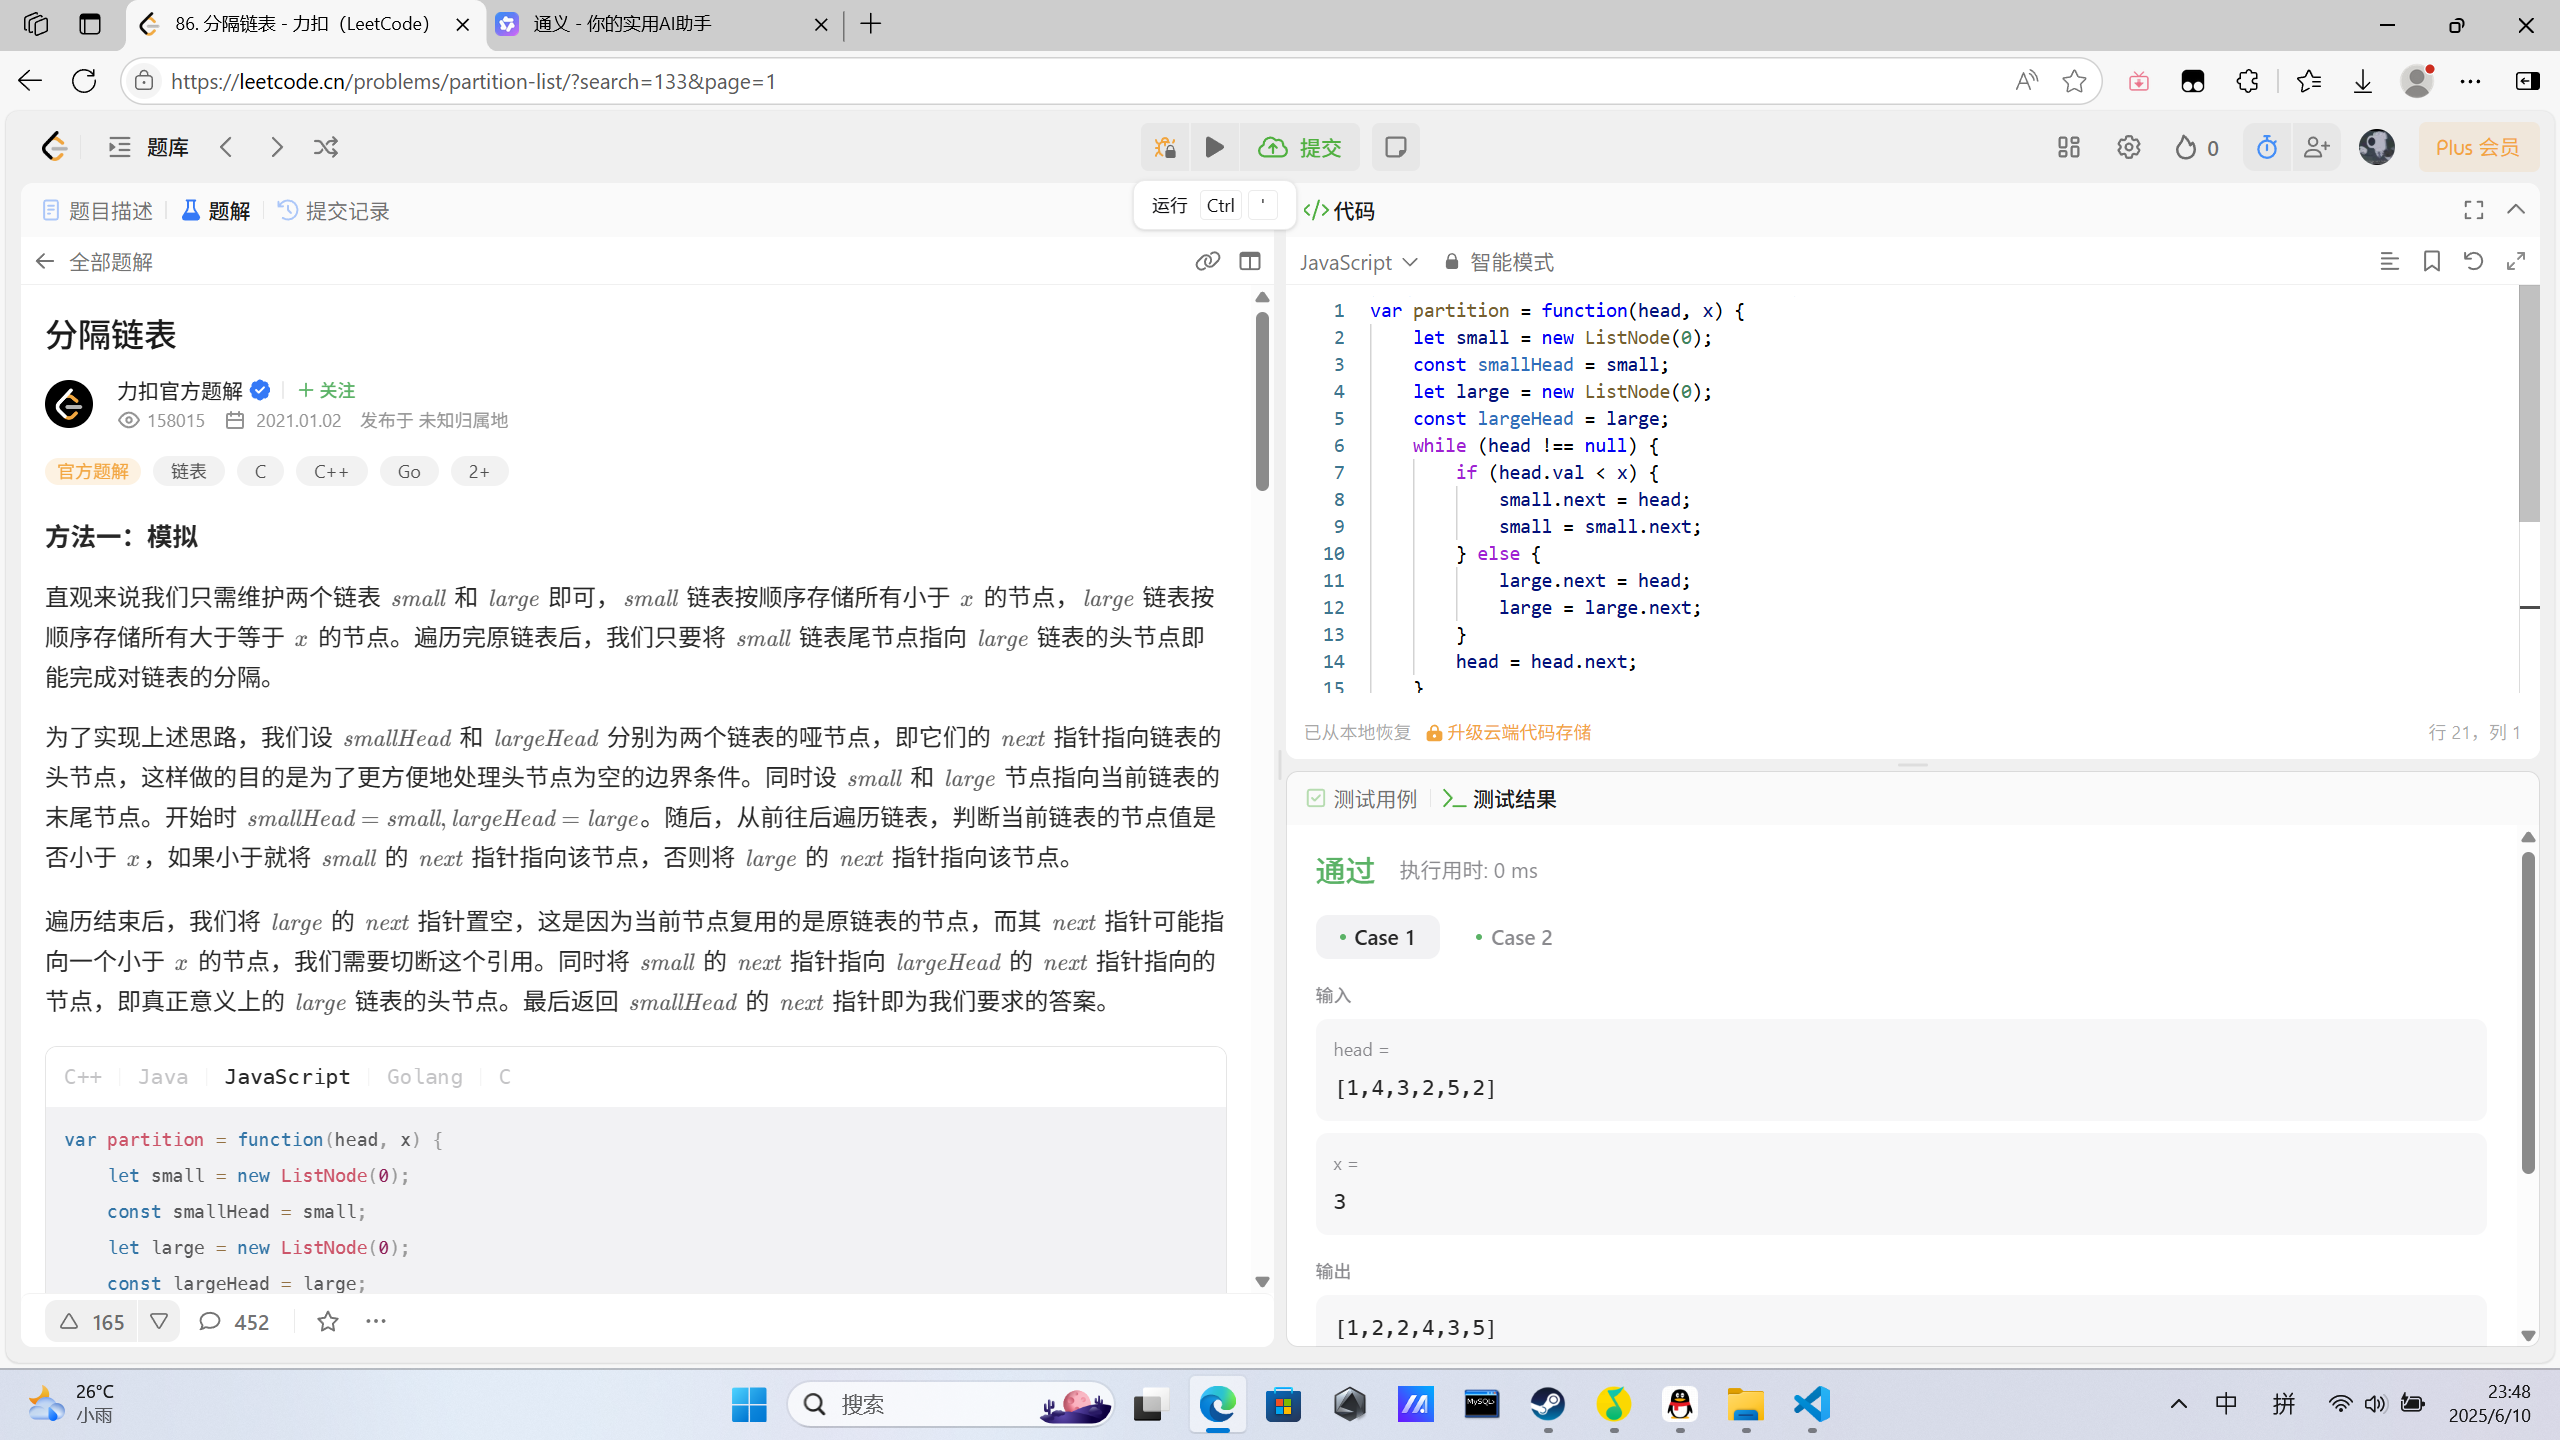 86. 分隔链表 - 力扣（LeetCode）
通义 - 你的实用AI助手
https://leetcode.cn/problems/partition-list/?search=133&page=1
题库
提交
0
Plus 会员
题目描述
题解
提交记录
运行 Ctrl '
全部题解
分隔链表
力扣官方题解
关注
158015 2021.01.02 发布于 未知归属地
官方题解 链表 C C++ Go 2+
方法一：模拟
直观来说我们只需维护两个链表 small 和 large 即可，small 链表按顺序存储所有小于 x 的节点，large 链表按
顺序存储所有大于等于 x 的节点。遍历完原链表后，我们只要将 small 链表尾节点指向 large 链表的头节点即
能完成对链表的分隔。
为了实现上述思路，我们设 smallHead 和 largeHead 分别为两个链表的哑节点，即它们的 next 指针指向链表的
头节点，这样做的目的是为了更方便地处理头节点为空的边界条件。同时设 small 和 large 节点指向当前链表的
末尾节点。开始时 smallHead = small, largeHead = large。随后，从前往后遍历链表，判断当前链表的节点值是
否小于 x，如果小于就将 small 的 next 指针指向该节点，否则将 large 的 next 指针指向该节点。
遍历结束后，我们将 large 的 next 指针置空，这是因为当前节点复用的是原链表的节点，而其 next 指针可能指
向一个小于 x 的节点，我们需要切断这个引用。同时将 small 的 next 指针指向 largeHead 的 next 指针指向的
节点，即真正意义上的 large 链表的头节点。最后返回 smallHead 的 next 指针即为我们要求的答案。
C++ Java JavaScript Golang C
var partition = function(head, x) {
let small = new ListNode(0);
const smallHead = small;
let large = new ListNode(0);
const largeHead = large;
165 452
代码
JavaScript 智能模式
1 var partition = function(head, x) {
2 let small = new ListNode(0);
3 const smallHead = small;
4 let large = new ListNode(0);
5 const largeHead = large;
6 while (head !== null) {
7 if (head.val < x) {
8 small.next = head;
9 small = small.next;
10 } else {
11 large.next = head;
12 large = large.next;
13 }
14 head = head.next;
15 }
已从本地恢复 升级云端代码存储 行 21，列 1
测试用例
测试结果
通过 执行用时: 0 ms
Case 1 Case 2
输入
head =
[1,4,3,2,5,2]
x =
3
输出
[1,2,2,4,3,5]
26°C
小雨
搜索
MySQL
中 拼
23:48
2025/6/10